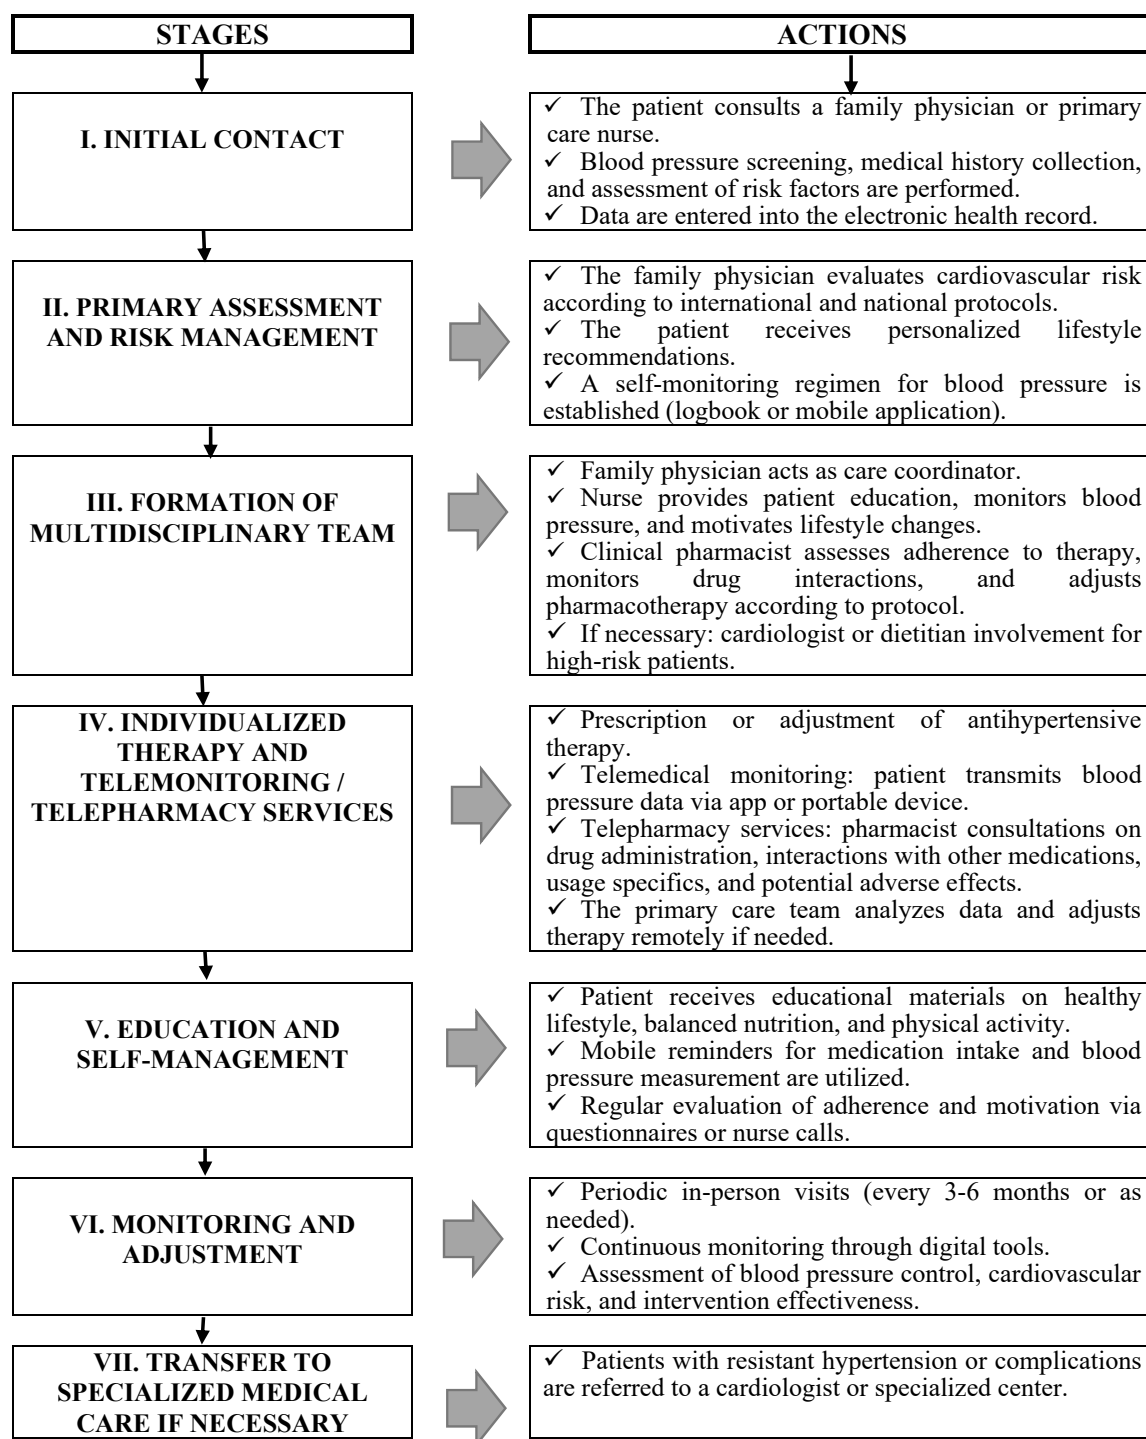 STAGES
ACTIONS
I. INITIAL CONTACT
✓ The patient consults a family physician or primary
care nurse.
✓ Blood pressure screening, medical history collection,
and assessment of risk factors are performed.
✓ Data are entered into the electronic health record.
II. PRIMARY ASSESSMENT
AND RISK MANAGEMENT
✓ The family physician evaluates cardiovascular risk
according to international and national protocols.
✓ The patient receives personalized lifestyle
recommendations.
✓ A self-monitoring regimen for blood pressure is
established (logbook or mobile application).
III. FORMATION OF
MULTIDISCIPLINARY TEAM
✓ Family physician acts as care coordinator.
✓ Nurse provides patient education, monitors blood
pressure, and motivates lifestyle changes.
✓ Clinical pharmacist assesses adherence to therapy,
monitors drug interactions, and adjusts
pharmacotherapy according to protocol.
✓ If necessary: cardiologist or dietitian involvement for
high-risk patients.
IV. INDIVIDUALIZED
THERAPY AND
TELEMONITORING /
TELEPHARMACY SERVICES
✓ Prescription or adjustment of antihypertensive
therapy.
✓ Telemedical monitoring: patient transmits blood
pressure data via app or portable device.
✓ Telepharmacy services: pharmacist consultations on
drug administration, interactions with other medications,
usage specifics, and potential adverse effects.
✓ The primary care team analyzes data and adjusts
therapy remotely if needed.
V. EDUCATION AND
SELF-MANAGEMENT
✓ Patient receives educational materials on healthy
lifestyle, balanced nutrition, and physical activity.
✓ Mobile reminders for medication intake and blood
pressure measurement are utilized.
✓ Regular evaluation of adherence and motivation via
questionnaires or nurse calls.
VI. MONITORING AND
ADJUSTMENT
✓ Periodic in-person visits (every 3-6 months or as
needed).
✓ Continuous monitoring through digital tools.
✓ Assessment of blood pressure control, cardiovascular
risk, and intervention effectiveness.
VII. TRANSFER TO
SPECIALIZED MEDICAL
CARE IF NECESSARY
✓ Patients with resistant hypertension or complications
are referred to a cardiologist or specialized center.